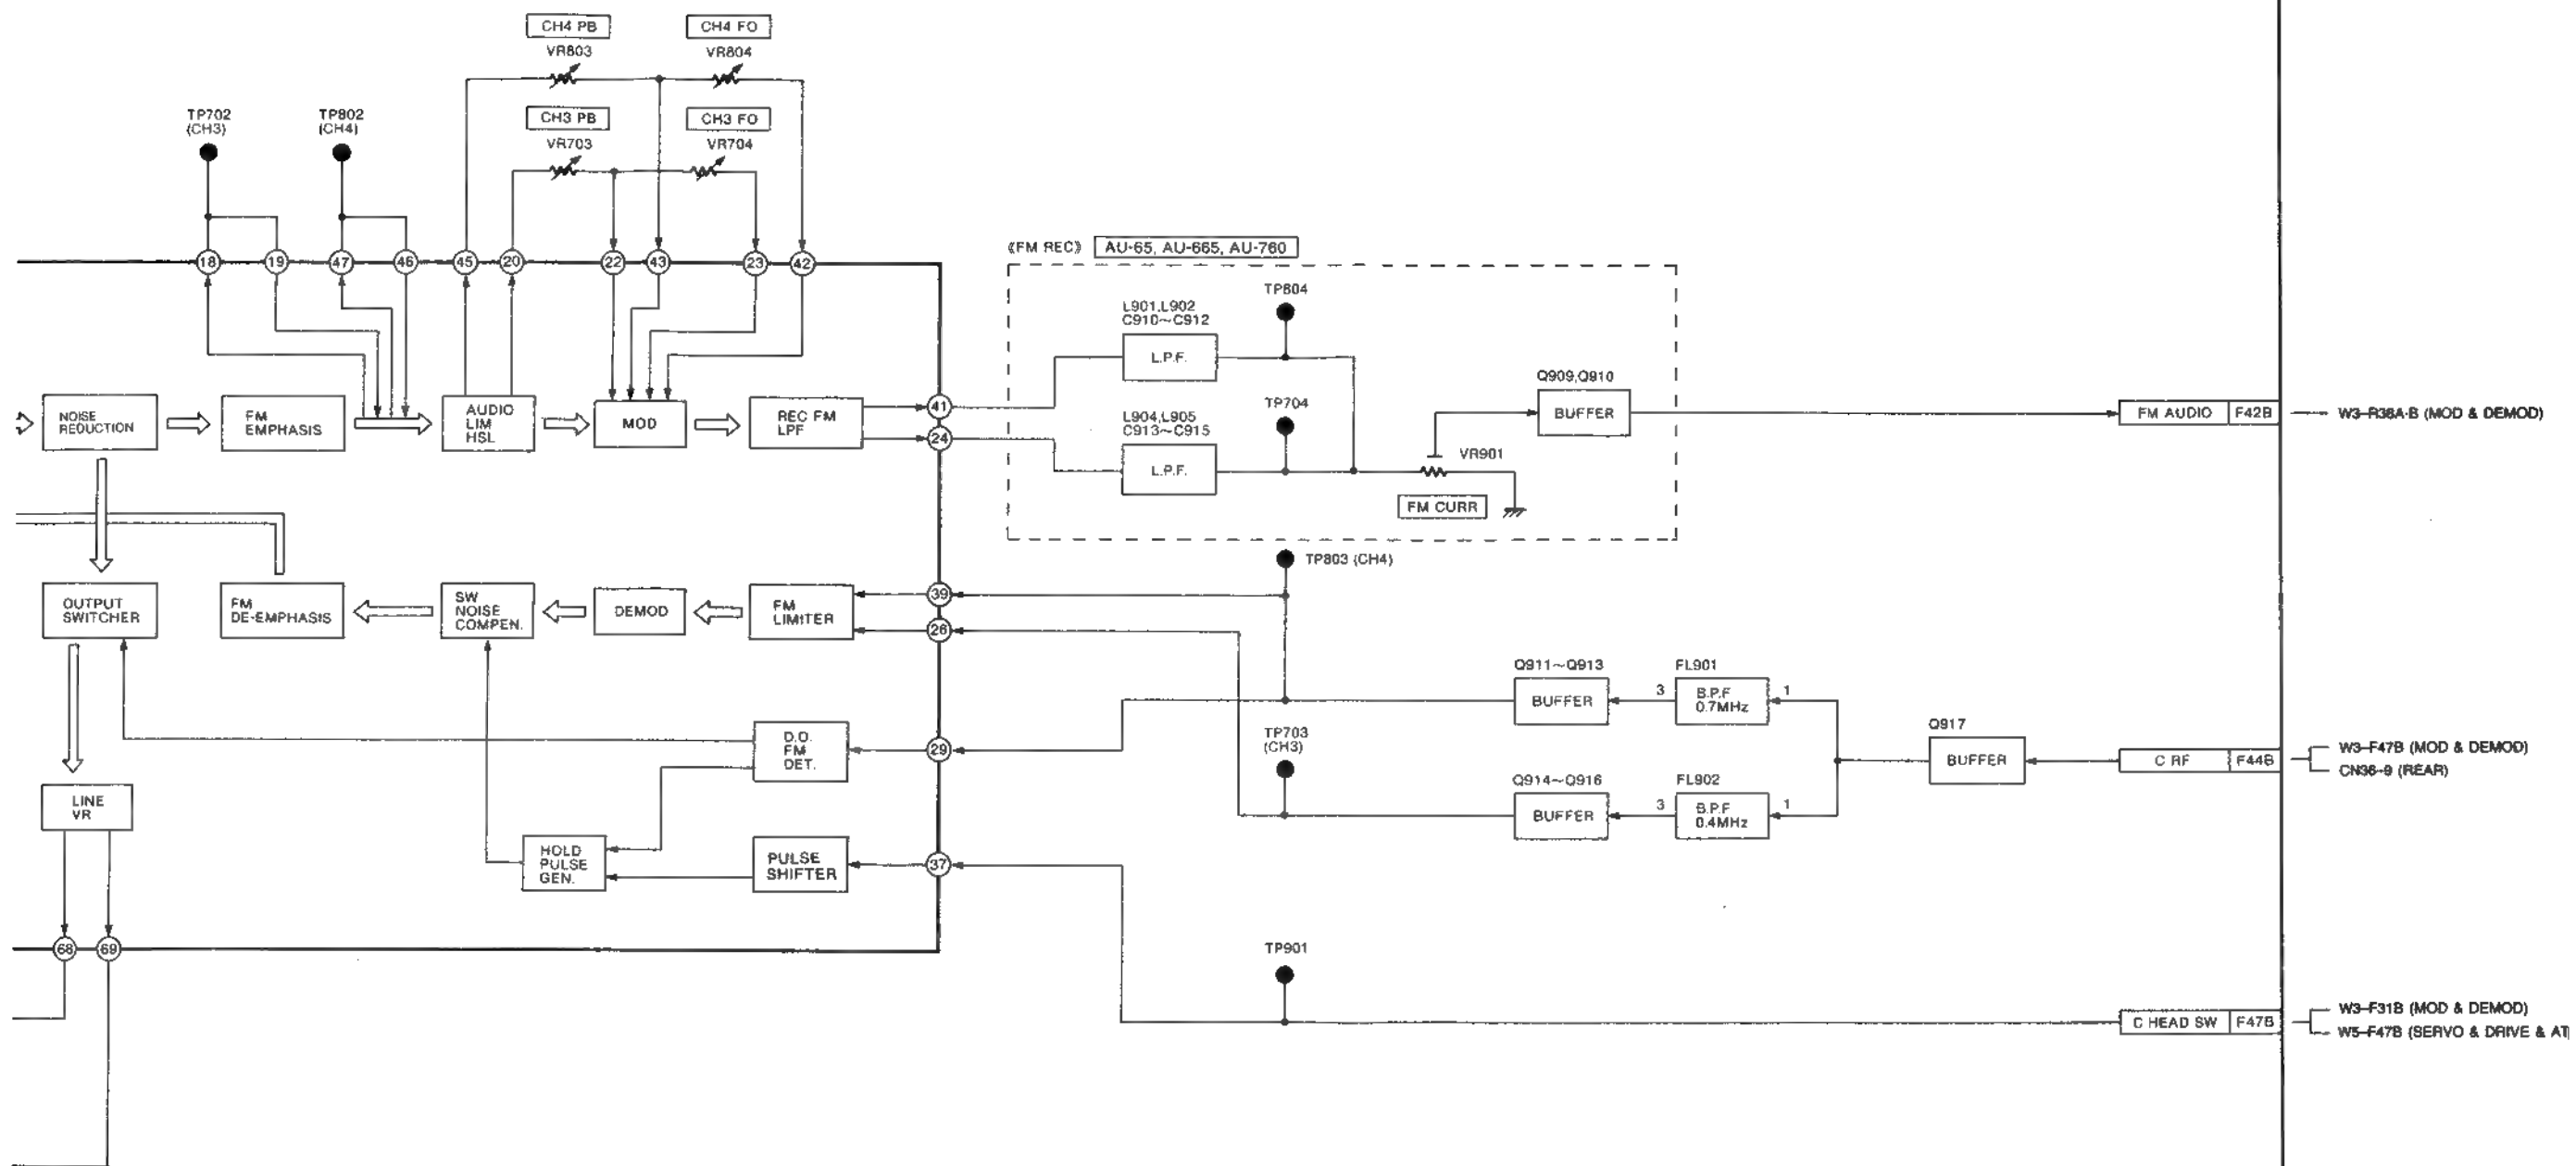 CH4 PB
CH4 FO
VR803
VR804
TP702
(CH3)
TP802
(CH4)
CH3 PB
CH3 FO
VR703
VR704
18
19
47
46
45
20
22
43
23
42
《FM REC》
AU-65, AU-665, AU-760
L901,L902
C910~C912
L.P.F.
TP804
NOISE
REDUCTION
FM
EMPHASIS
AUDIO
LIM
HSL
MOD
REC FM
LPF
41
24
L904,L905
C913~C915
L.P.F.
TP704
VR901
FM CURR
Q909,Q910
BUFFER
FM AUDIO
F42B
W3-R36A·B (MOD & DEMOD)
TP803 (CH4)
OUTPUT
SWITCHER
FM
DE-EMPHASIS
SW
NOISE
COMPEN.
DEMOD
FM
LIMITER
39
26
Q911~Q913
BUFFER
3
FL901
B.P.F
0.7MHz
1
D.O.
FM
DET.
29
TP703
(CH3)
Q914~Q916
BUFFER
3
FL902
B.P.F
0.4MHz
1
Q917
BUFFER
C RF
F44B
W3-F47B (MOD & DEMOD)
CN36-9 (REAR)
LINE
VR
HOLD
PULSE
GEN.
PULSE
SHIFTER
37
68
69
TP901
C HEAD SW
F47B
W3-F31B (MOD & DEMOD)
W5-F47B (SERVO & DRIVE & AT